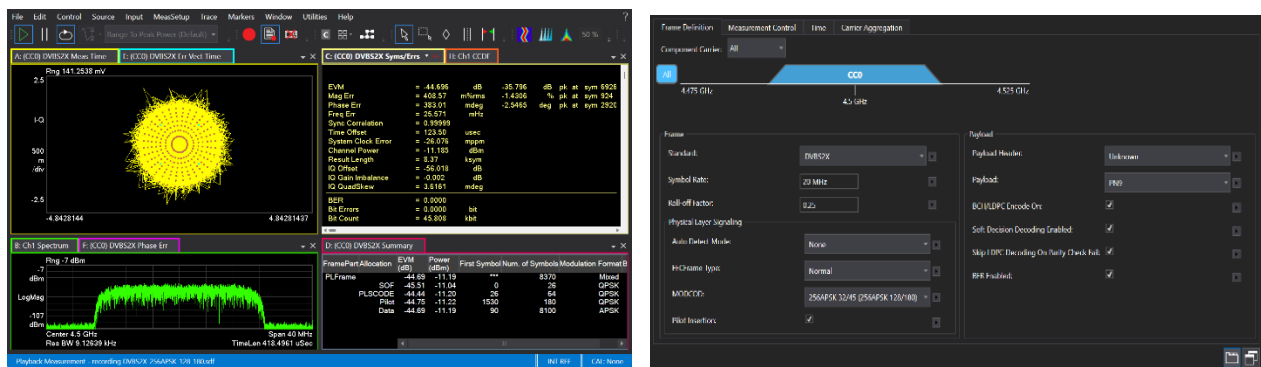 File Edit Control Source Input MeasSetup Trace Markers Window Utilities Help ?
Range To Peak Power (Default) 50 %
A: (CC0) DVBS2X Meas Time E: (CC0) DVBS2X Err Vect Time
Rng 141.2538 mV
2.5
I-Q
500
m
/div
-2.5
-4.8428144 4.84281437
C: (CC0) DVBS2X Syms/Errs H: Ch1 CCDF
EVM = -44.696 dB -35.796 dB pk at sym 6926
Mag Err = 408.57 m%rms -1.4306 % pk at sym 924
Phase Err = 383.01 mdeg -2.5465 deg pk at sym 2920
Freq Err = 25.571 mHz
Sync Correlation = 0.99999
Time Offset = 123.50 usec
System Clock Error = -26.076 mppm
Channel Power = -11.185 dBm
Result Length = 8.37 ksym
IQ Offset = -56.018 dB
IQ Gain Imbalance = -0.002 dB
IQ QuadSkew = 3.6161 mdeg
BER = 0.0000
Bit Errors = 0.0000 bit
Bit Count = 45.808 kbit
B: Ch1 Spectrum F: (CC0) DVBS2X Phase Err
Rng -7 dBm
-7
dBm
LogMag
-107
dBm
Center 4.5 GHz Span 40 MHz
Res BW 9.12639 kHz TimeLen 418.4961 uSec
D: (CC0) DVBS2X Summary
FramePart Allocation EVM (dB) Power (dBm) First Symbol Num. of Symbols Modulation Format B
PLFrame -44.69 -11.19 *** 8370 Mixed
SOF -45.51 -11.04 0 26 QPSK
PLSCODE -44.44 -11.20 26 64 QPSK
Pilot -44.75 -11.22 1530 180 QPSK
Data -44.69 -11.19 90 8100 APSK
Playback Measurement - recording DVBS2X 256APSK 128 180.sdf INT REF CAL: None
Frame Definition Measurement Control Time Carrier Aggregation
Component Carrier: All
All CC0
4.475 GHz 4.5 GHz 4.525 GHz
Frame
Standard: DVBS2X
Symbol Rate: 20 MHz
Roll-off Factor: 0.25
Physical Layer Signaling
Auto Detect Mode: None
FECFrame Type: Normal
MODCOD: 256APSK 32/45 (256APSK 128/180)
Pilot Insertion:
Payload
Payload Header: Unknown
Payload: PN9
BCH/LDPC Encode On:
Soft Decision Decoding Enabled:
Skip LDPC Decoding On Parity Check Fail:
BER Enabled: